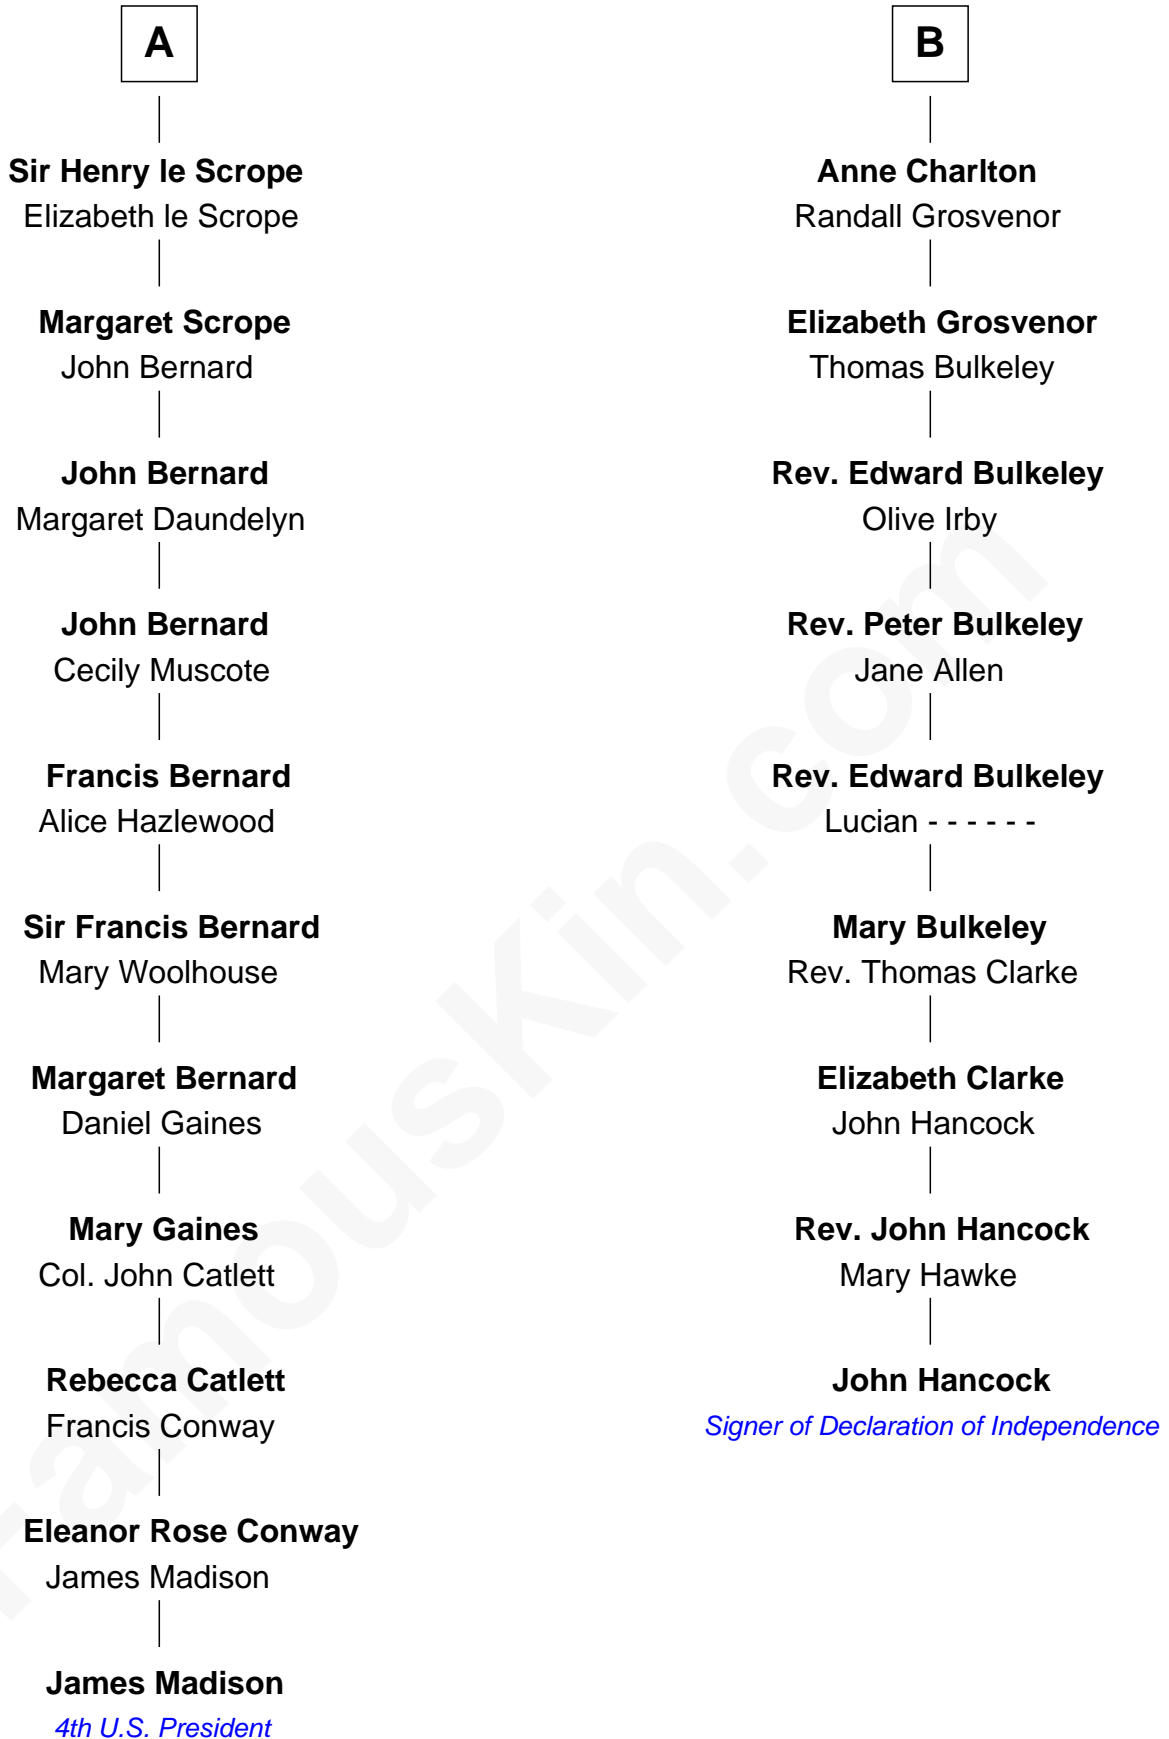 A
Sir Henry le Scrope
Elizabeth le Scrope
Margaret Scrope
John Bernard
John Bernard
Margaret Daundelyn
John Bernard
Cecily Muscote
Francis Bernard
Alice Hazlewood
Sir Francis Bernard
Mary Woolhouse
Margaret Bernard
Daniel Gaines
Mary Gaines
Col. John Catlett
Rebecca Catlett
Francis Conway
Eleanor Rose Conway
James Madison
James Madison
4th U.S. President
B
Anne Charlton
Randall Grosvenor
Elizabeth Grosvenor
Thomas Bulkeley
Rev. Edward Bulkeley
Olive Irby
Rev. Peter Bulkeley
Jane Allen
Rev. Edward Bulkeley
Lucian - - - - - -
Mary Bulkeley
Rev. Thomas Clarke
Elizabeth Clarke
John Hancock
Rev. John Hancock
Mary Hawke
John Hancock
Signer of Declaration of Independence
FamousKin.com